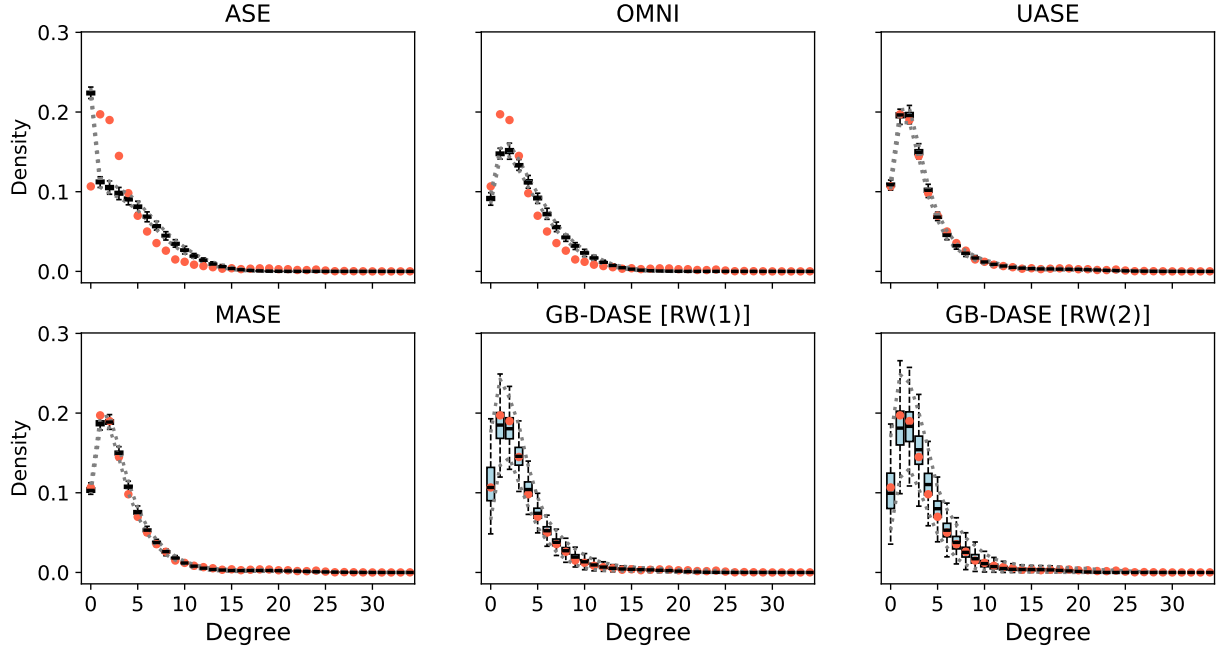 ASE
OMNI
UASE
0.3
0.2
0.1
0.0
Density
MASE
GB-DASE [RW(1)]
GB-DASE [RW(2)]
0.3
0.2
0.1
0.0
Density
0 5 10 15 20 25 30
0 5 10 15 20 25 30
0 5 10 15 20 25 30
Degree
Degree
Degree